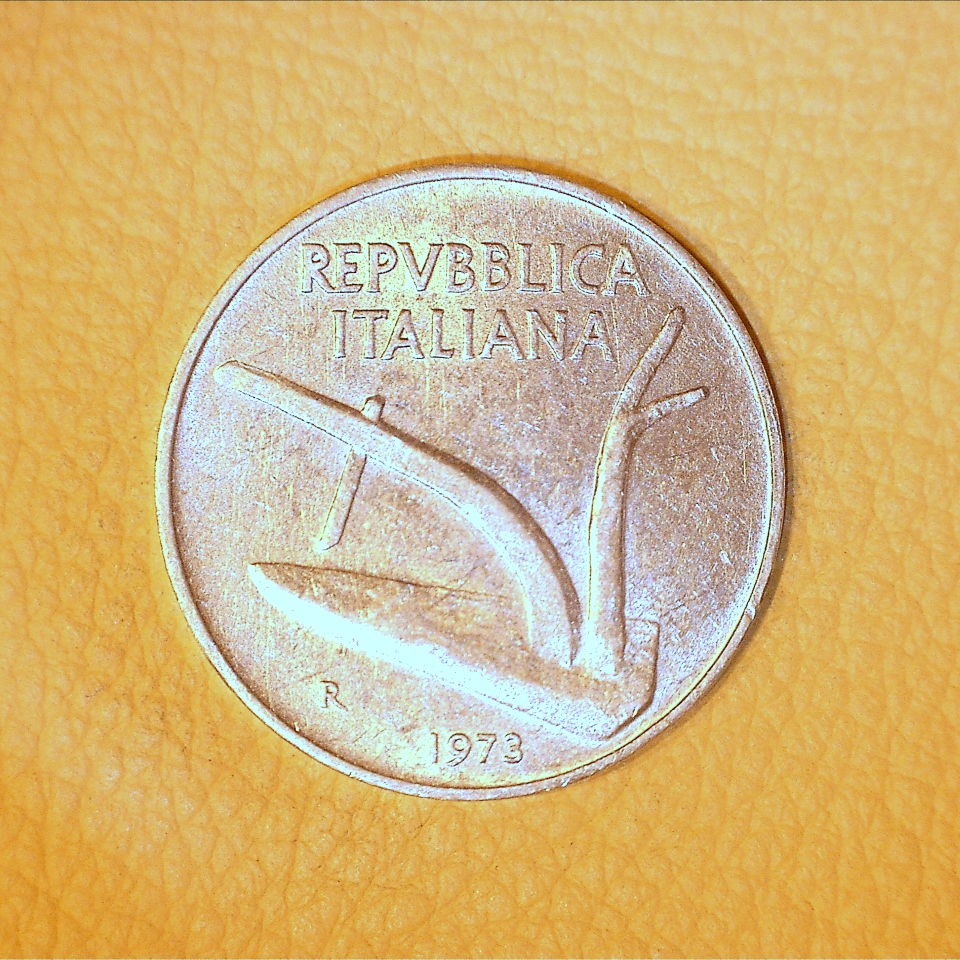 REPVBBLICA
ITALIANA
R
1973